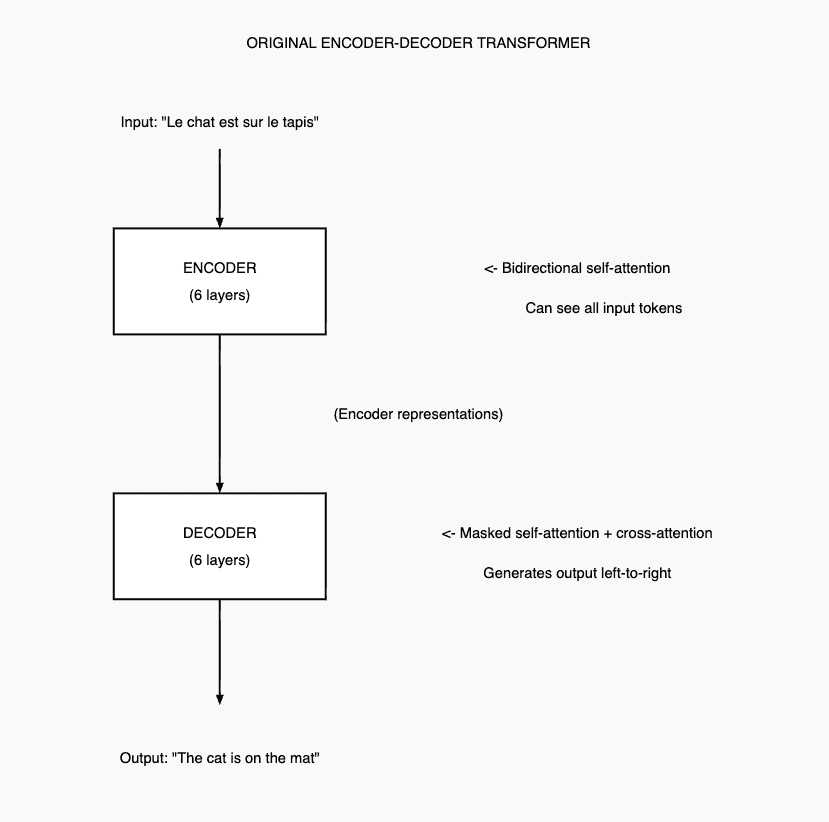 ORIGINAL ENCODER-DECODER TRANSFORMER
Input: "Le chat est sur le tapis"
ENCODER
(6 layers)
<- Bidirectional self-attention
Can see all input tokens
(Encoder representations)
DECODER
(6 layers)
<- Masked self-attention + cross-attention
Generates output left-to-right
Output: "The cat is on the mat"